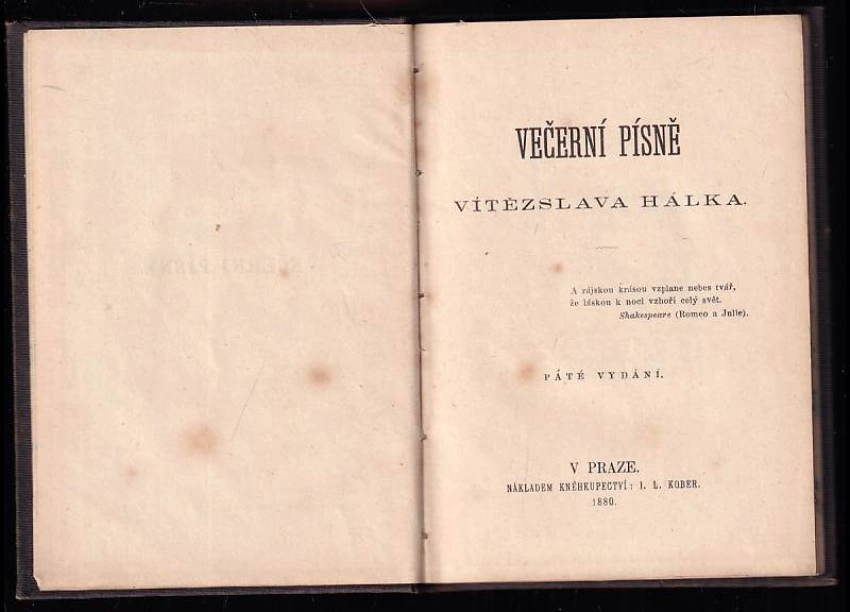 VEČERNÍ PÍSNĚ
VÍTĚZSLAVA HÁLKA.
A rájskou krásou vzplane nebes tvář,
že láskou k noci vzhoří celý svět.
Shakespeare (Romeo a Julie).
PÁTÉ VYDÁNÍ.
V PRAZE.
NÁKLADEM KNĚHKUPECTVÍ: I. L. KOBER.
1880.